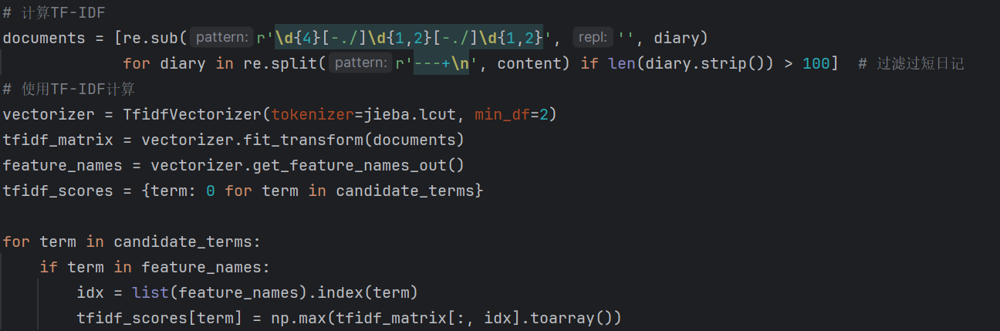 # 计算TF-IDF
documents = [re.sub( pattern: r'\d{4}[-./]\d{1,2}[-./]\d{1,2}', repl: '', diary)
             for diary in re.split( pattern: r'---+\n', content) if len(diary.strip()) > 100]  # 过滤过短日记
# 使用TF-IDF计算
vectorizer = TfidfVectorizer(tokenizer=jieba.lcut, min_df=2)
tfidf_matrix = vectorizer.fit_transform(documents)
feature_names = vectorizer.get_feature_names_out()
tfidf_scores = {term: 0 for term in candidate_terms}
for term in candidate_terms:
    if term in feature_names:
        idx = list(feature_names).index(term)
        tfidf_scores[term] = np.max(tfidf_matrix[:, idx].toarray())